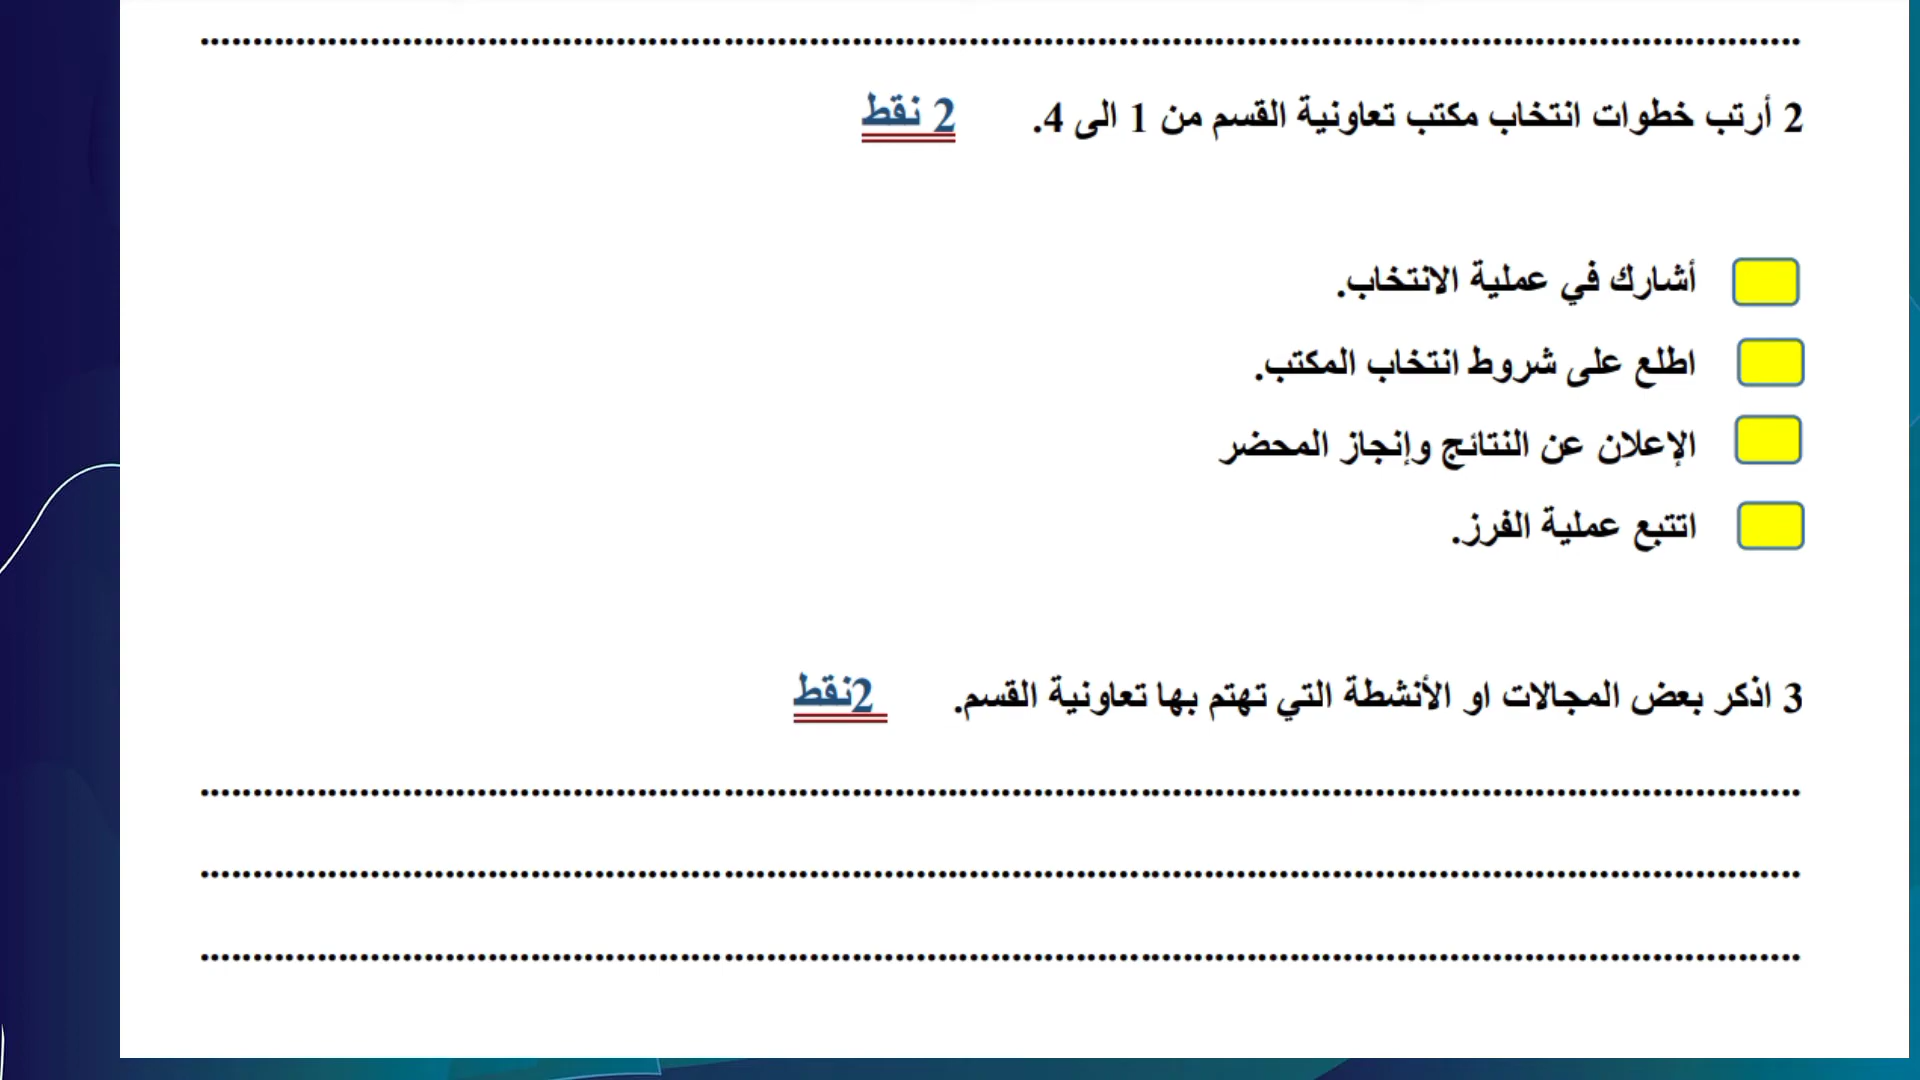 2 أرتب خطوات انتخاب مكتب تعاونية القسم من 1 الى 4. 2 نقط
أشارك في عملية الانتخاب.
اطلع على شروط انتخاب المكتب.
الإعلان عن النتائج وإنجاز المحضر
اتتبع عملية الفرز.
3 اذكر بعض المجالات او الأنشطة التي تهتم بها تعاونية القسم. 2نقط